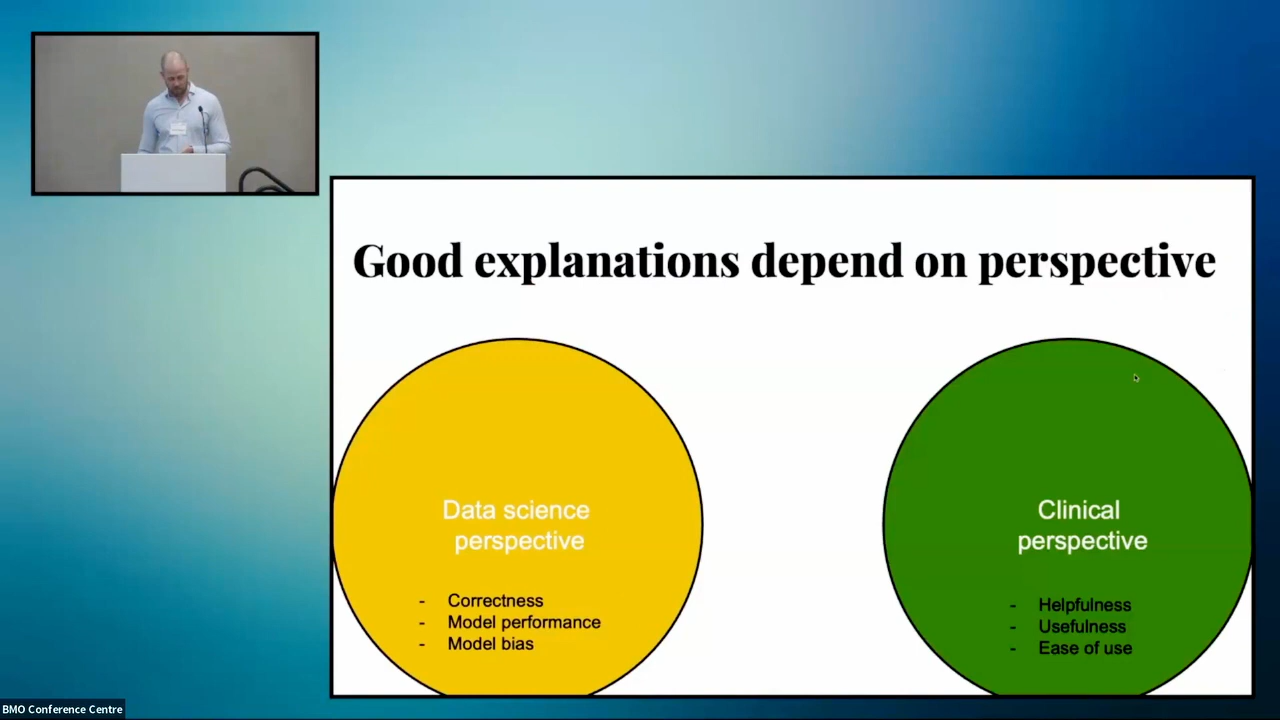 Good explanations depend on perspective
Data science
perspective
- Correctness
- Model performance
- Model bias
Clinical
perspective
- Helpfulness
- Usefulness
- Ease of use
BMO Conference Centre